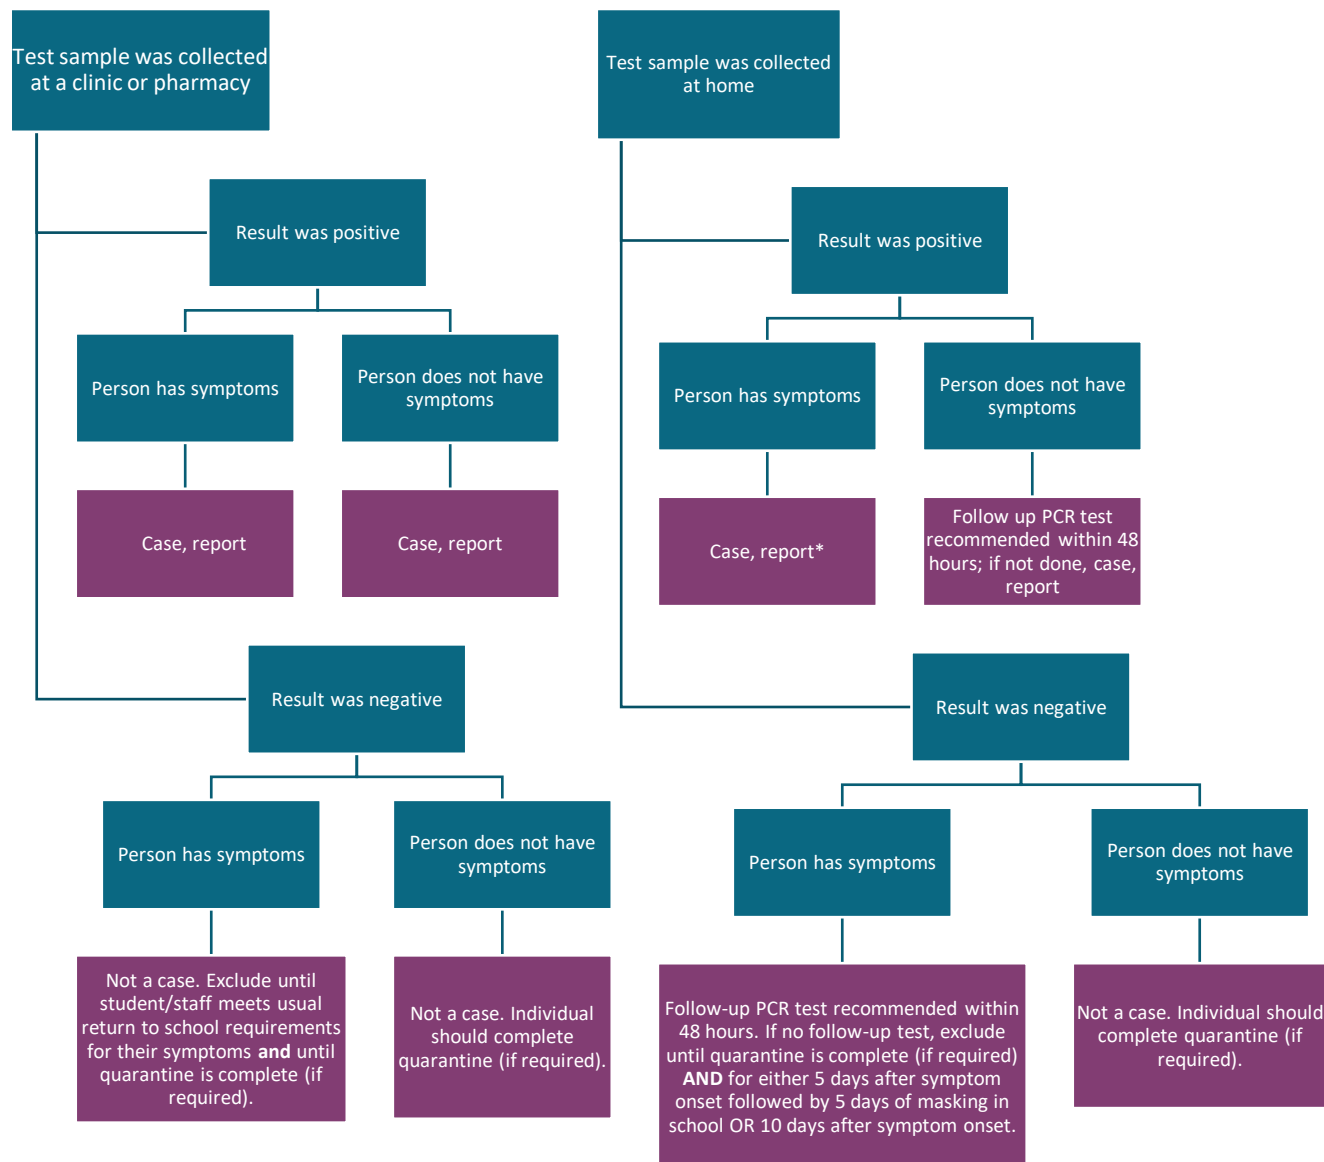 Test sample was collected
at a clinic or pharmacy
Result was positive
Person has symptoms
Person does not have
symptoms
Case, report
Case, report
Result was negative
Person has symptoms
Person does not have
symptoms
Not a case. Exclude until
student/staff meets usual
return to school requirements
for their symptoms and until
quarantine is complete (if
required).
Not a case. Individual
should complete
quarantine (if required).
Test sample was collected
at home
Result was positive
Person has symptoms
Person does not have
symptoms
Case, report*
Follow up PCR test
recommended within 48
hours; if not done, case,
report
Result was negative
Person has symptoms
Person does not have
symptoms
Follow-up PCR test recommended within
48 hours. If no follow-up test, exclude
until quarantine is complete (if required)
AND for either 5 days after symptom
onset followed by 5 days of masking in
school OR 10 days after symptom onset.
Not a case. Individual should
complete quarantine (if
required).